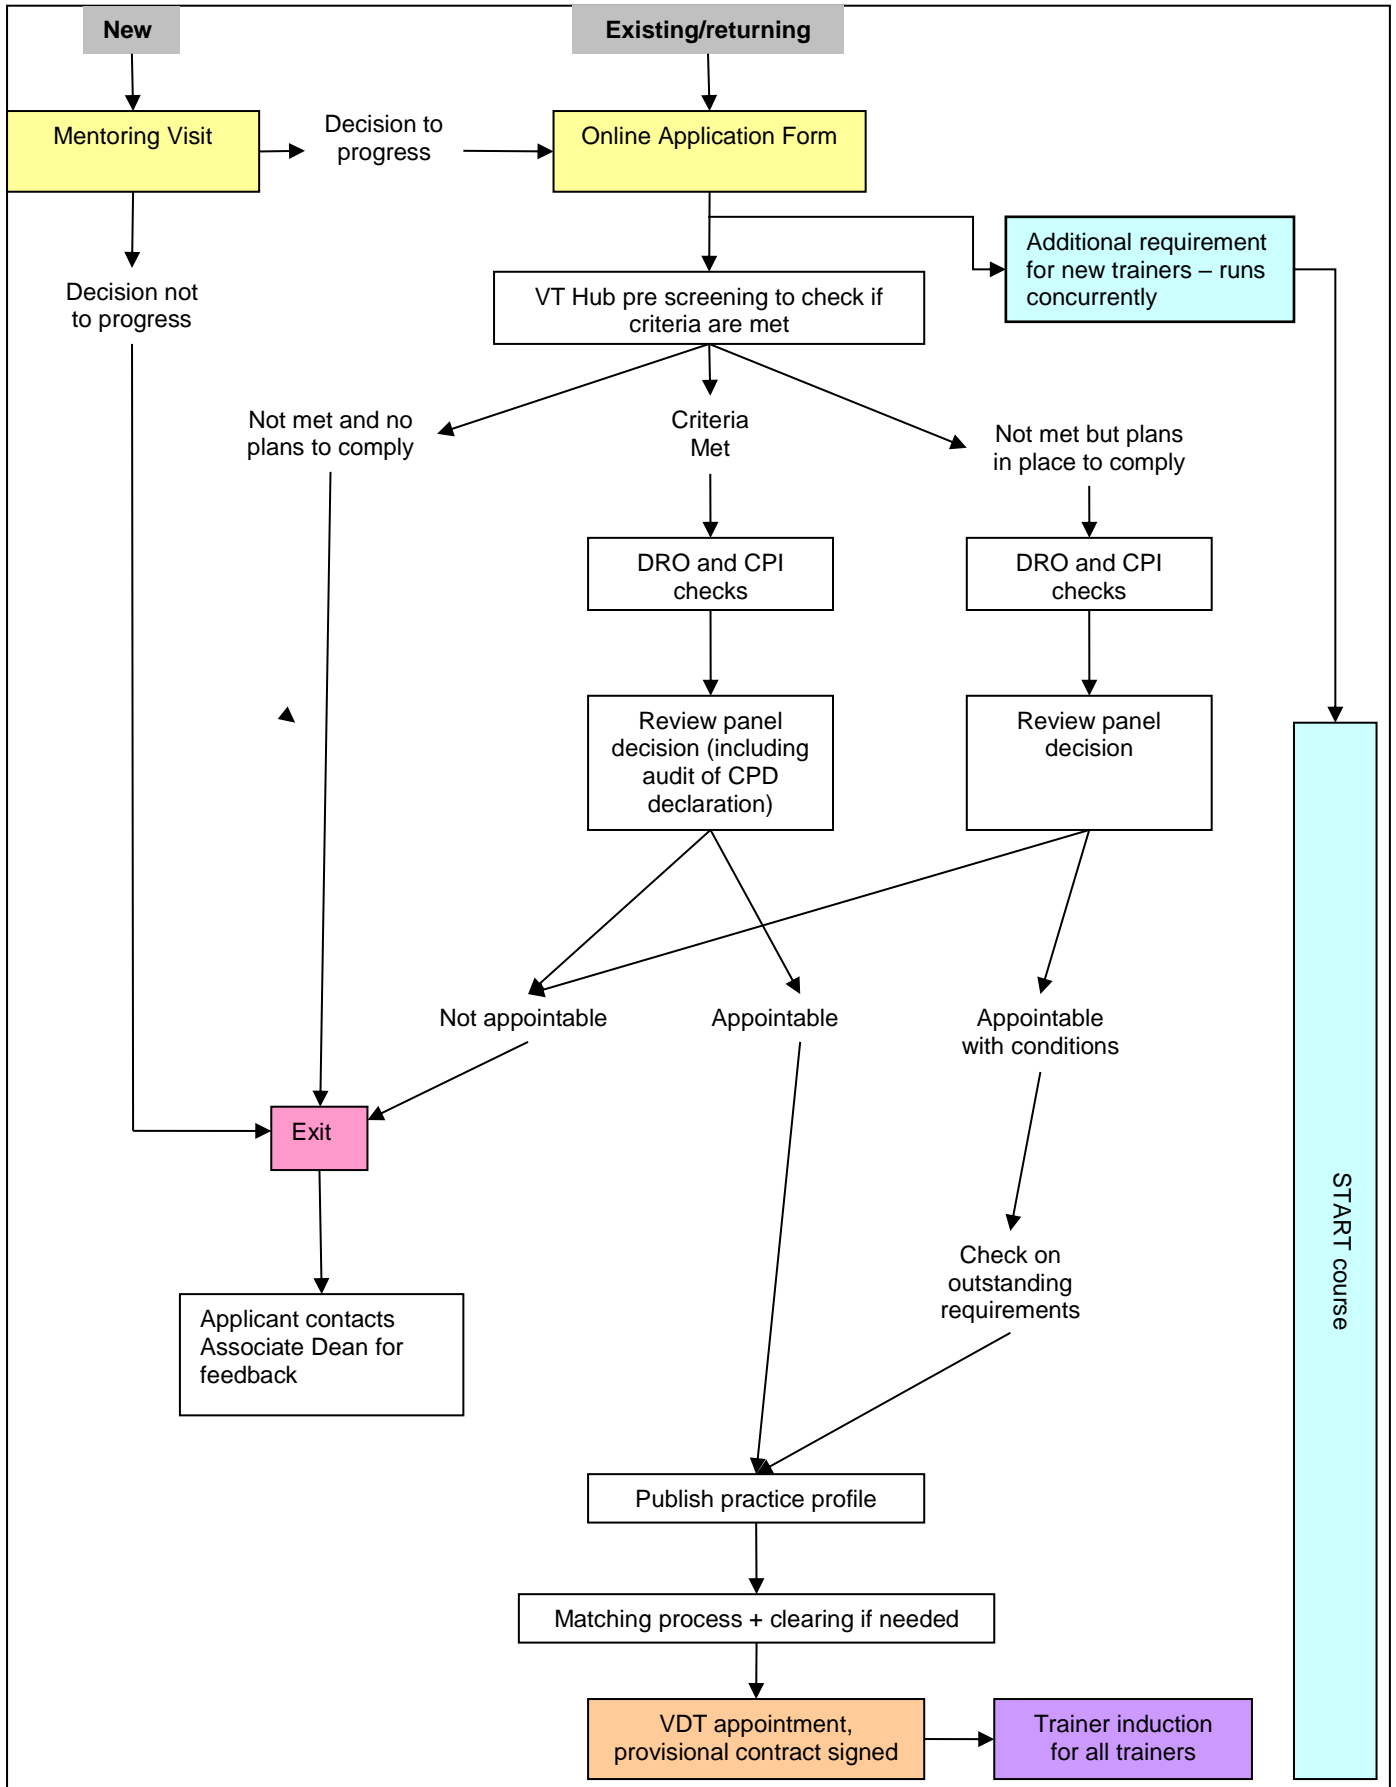 New
Existing/returning
Mentoring Visit
Decision to
progress
Online Application Form
Additional requirement
for new trainers – runs
concurrently
Decision not
to progress
VT Hub pre screening to check if
criteria are met
Not met and no
plans to comply
Criteria
Met
Not met but plans
in place to comply
DRO and CPI
checks
DRO and CPI
checks
Review panel
decision (including
audit of CPD
declaration)
Review panel
decision
Not appointable
Appointable
Appointable
with conditions
Exit
START course
Check on
outstanding
requirements
Applicant contacts
Associate Dean for
feedback
Publish practice profile
Matching process + clearing if needed
VDT appointment,
provisional contract signed
Trainer induction
for all trainers